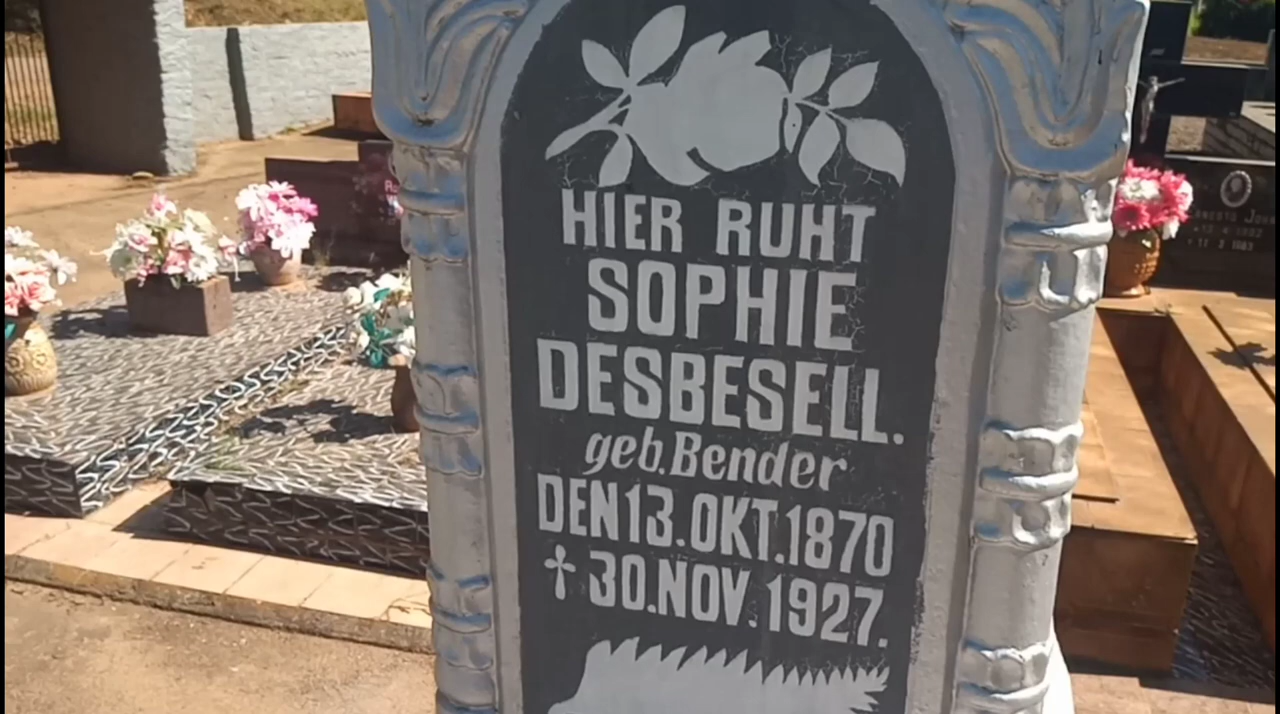 HIER RUHT
SOPHIE
DESBESELL.
geb. Bender
DEN 13. OKT. 1870
† 30. NOV. 1927.